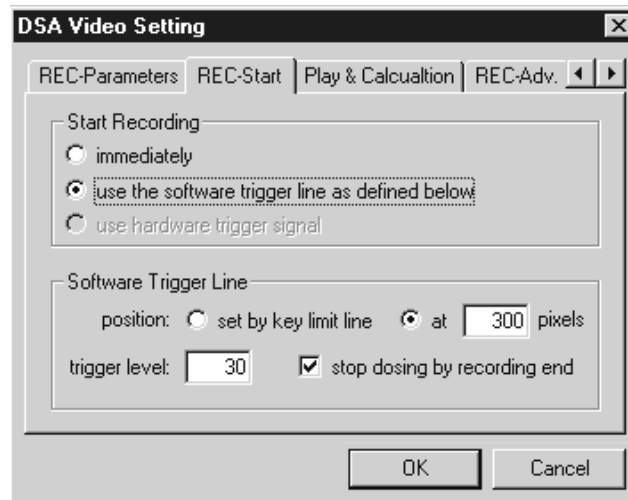 DSA Video Setting
REC-Parameters REC-Start Play & Calcualtion REC-Adv.
Start Recording
immediately
use the software trigger line as defined below
use hardware trigger signal
Software Trigger Line
position: set by key limit line at 300 pixels
trigger level: 30 stop dosing by recording end
OK Cancel